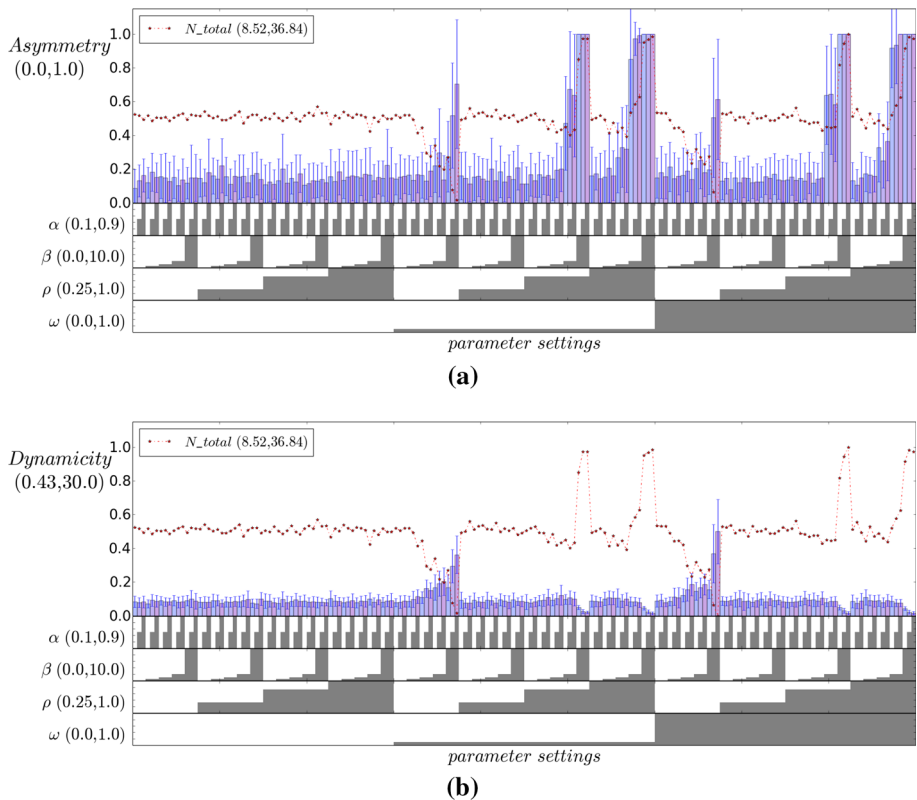 N_total (8.52,36.84)
Asymmetry
(0.0,1.0)
1.0
0.8
0.6
0.4
0.2
0.0
α (0.1,0.9)
β (0.0,10.0)
ρ (0.25,1.0)
ω (0.0,1.0)
parameter settings
(a)
N_total (8.52,36.84)
Dynamicity
(0.43,30.0)
1.0
0.8
0.6
0.4
0.2
0.0
α (0.1,0.9)
β (0.0,10.0)
ρ (0.25,1.0)
ω (0.0,1.0)
parameter settings
(b)